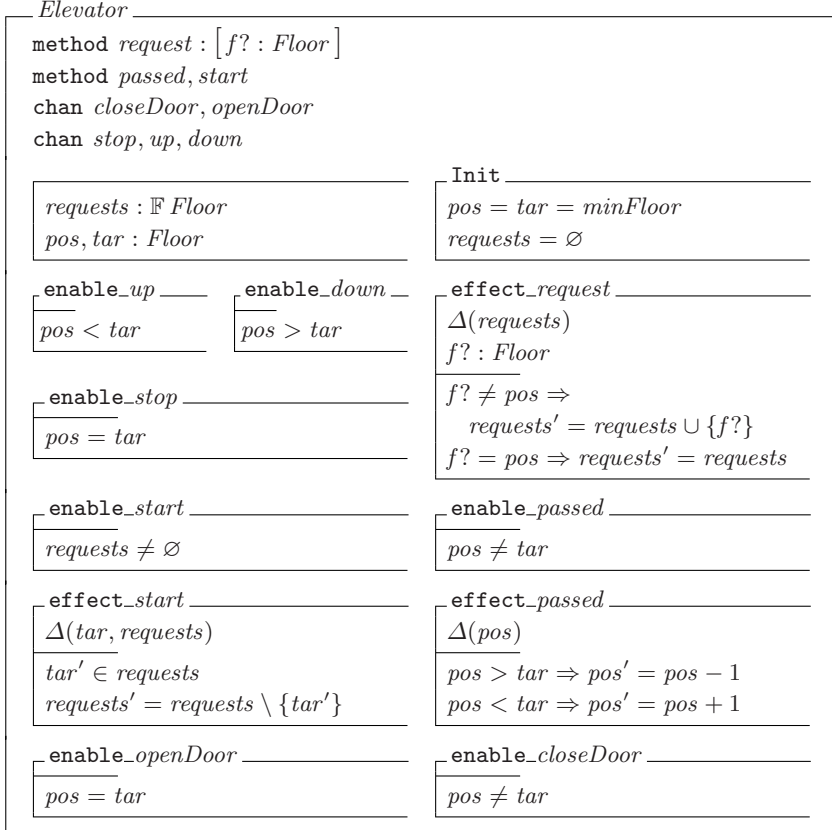 Elevator
method request : [ f? : Floor ]
method passed, start
chan closeDoor, openDoor
chan stop, up, down
requests : 𝔽 Floor
pos, tar : Floor
Init
pos = tar = minFloor
requests = ∅
enable_up
pos < tar
enable_down
pos > tar
effect_request
Δ(requests)
f? : Floor
f? ≠ pos ⇒
requests′ = requests ∪ {f?}
f? = pos ⇒ requests′ = requests
enable_stop
pos = tar
enable_start
requests ≠ ∅
enable_passed
pos ≠ tar
effect_start
Δ(tar, requests)
tar′ ∈ requests
requests′ = requests \ {tar′}
effect_passed
Δ(pos)
pos > tar ⇒ pos′ = pos − 1
pos < tar ⇒ pos′ = pos + 1
enable_openDoor
pos = tar
enable_closeDoor
pos ≠ tar